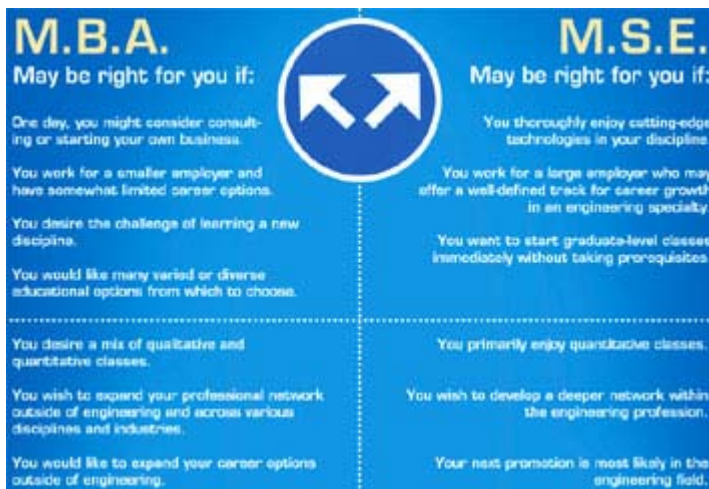 M.B.A.
May be right for you if:
One day, you might consider consult-
ing or starting your own business.
You work for a smaller employer and
have somewhat limited career options.
You desire the challenge of learning a new
discipline.
You would like many varied or diverse
educational options from which to choose.
You desire a mix of qualitative and
quantitative classes.
You wish to expand your professional network
outside of engineering and across various
disciplines and industries.
You would like to expand your career options
outside of engineering.
M.S.E.
May be right for you if:
You thoroughly enjoy cutting-edge
technologies in your discipline.
You work for a large employer who may
offer a well-defined track for career growth
in an engineering specialty.
You want to start graduate-level classes
immediately without taking prerequisites.
You primarily enjoy quantitative classes.
You wish to develop a deeper network within
the engineering profession.
Your next promotion is most likely in the
engineering field.